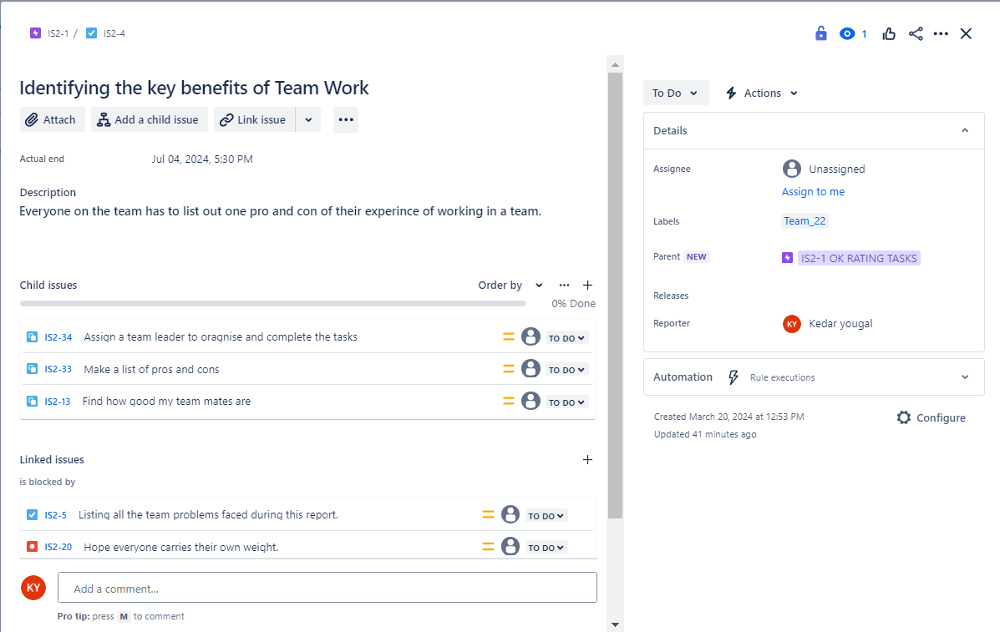 IS2-1 / IS2-4
1
Identifying the key benefits of Team Work
Attach
Add a child issue
Link issue
Actual end
Jul 04, 2024, 5:30 PM
Description
Everyone on the team has to list out one pro and con of their experince of working in a team.
Child issues
Order by
0% Done
IS2-34 Assign a team leader to oragnise and complete the tasks TO DO
IS2-33 Make a list of pros and cons TO DO
IS2-13 Find how good my team mates are TO DO
Linked issues
is blocked by
IS2-5 Listing all the team problems faced during this report. TO DO
IS2-20 Hope everyone carries their own weight. TO DO
KY
Add a comment...
Pro tip: press M to comment
To Do
Actions
Details
Assignee
Unassigned
Assign to me
Labels
Team_22
Parent NEW
IS2-1 OK RATING TASKS
Releases
Reporter
KY Kedar yougal
Automation
Rule executions
Created March 20, 2024 at 12:53 PM
Configure
Updated 41 minutes ago